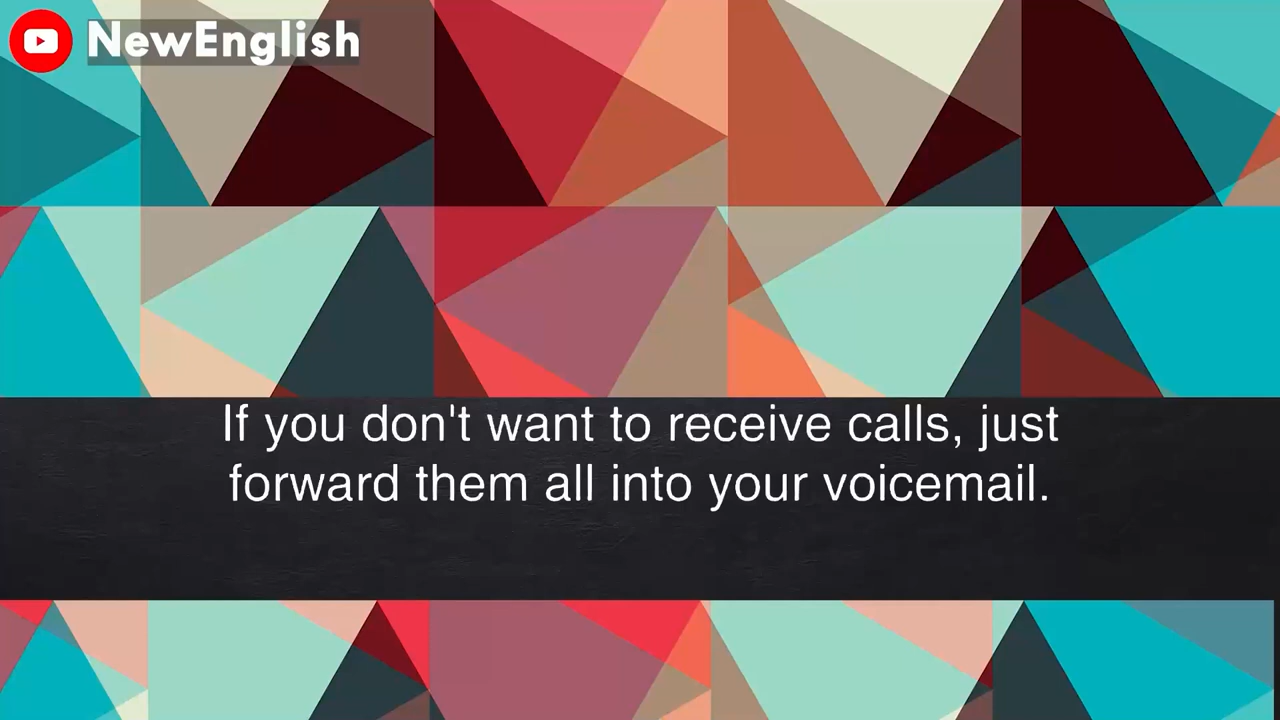 NewEnglish
If you don't want to receive calls, just
forward them all into your voicemail.